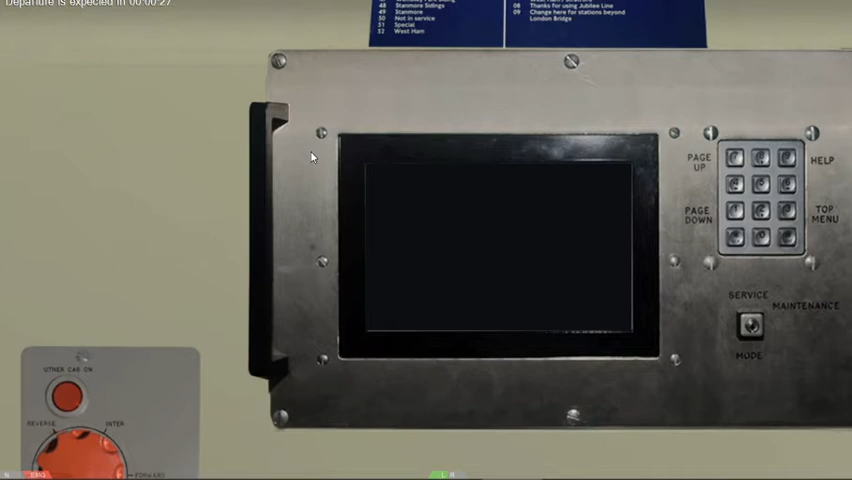 Departure is expected in 00:00:27
48 Stanmore Sidings
49 Stanmore
50 Not in service
51 Special
52 West Ham
08 Thanks for using Jubilee Line
09 Change here for stations beyond
London Bridge
PAGE
UP
HELP
PAGE
DOWN
TOP
MENU
SERVICE
MAINTENANCE
MODE
OTHER CAB ON
REVERSE
INTER
FORWARD
N
EMG
L R